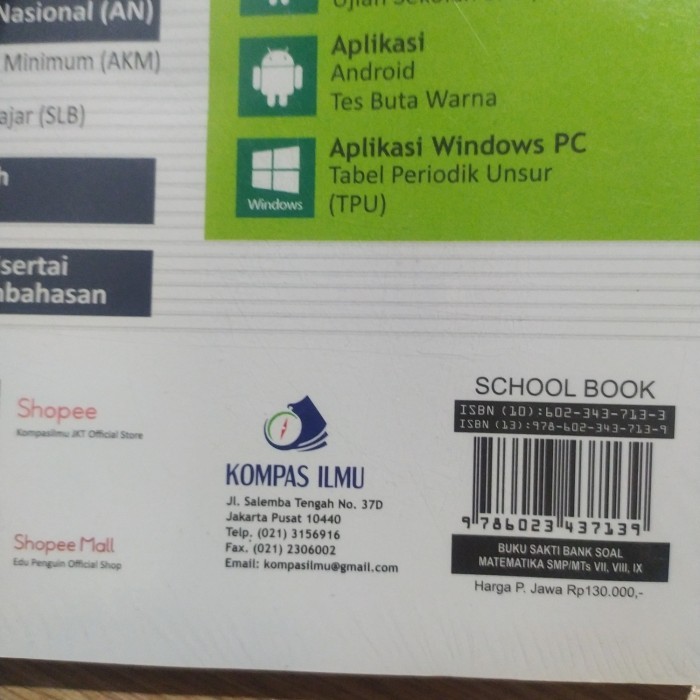 Nasional (AN)
Minimum (AKM)
ajar (SLB)
h
sertai
bahasan
Aplikasi
Android
Tes Buta Warna
Windows
Aplikasi Windows PC
Tabel Periodik Unsur
(TPU)
Shopee
Kompasilmu JKT Official Store
Shopee Mall
Edu Penguin Official Shop
KOMPAS ILMU
Jl. Salemba Tengah No. 37D
Jakarta Pusat 10440
Telp. (021) 3156916
Fax. (021) 2306002
Email: kompasilmu@gmail.com
SCHOOL BOOK
ISBN (10):602-343-713-3
ISBN (13):978-602-343-713-9
9 786023 437139
BUKU SAKTI BANK SOAL
MATEMATIKA SMP/MTs VII, VIII, IX
Harga P. Jawa Rp130.000,-